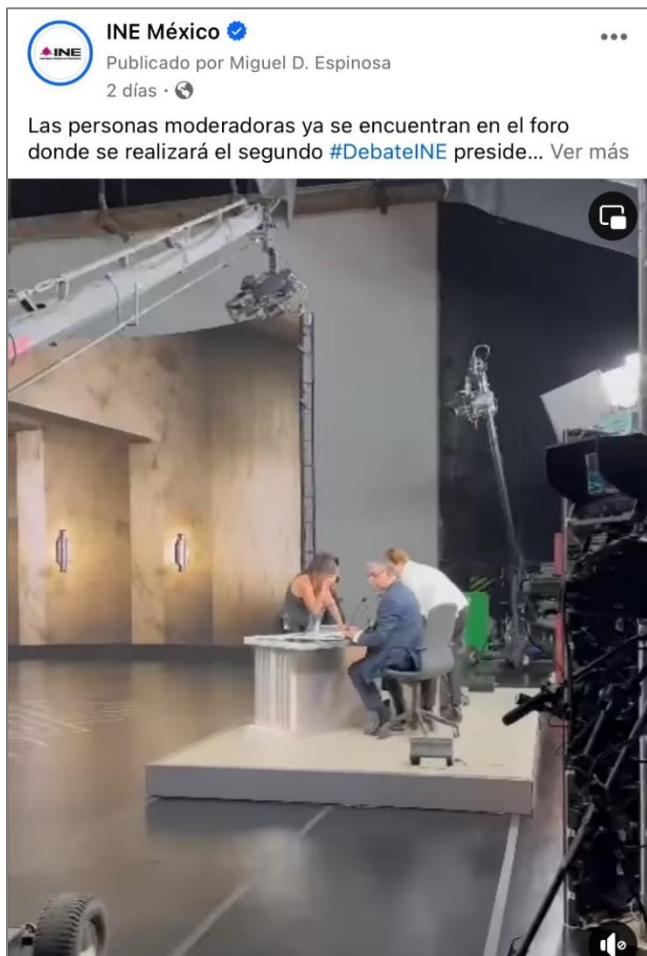 INE
INE México
Publicado por Miguel D. Espinosa
2 días ·
Las personas moderadoras ya se encuentran en el foro
donde se realizará el segundo #DebateINE preside... Ver más